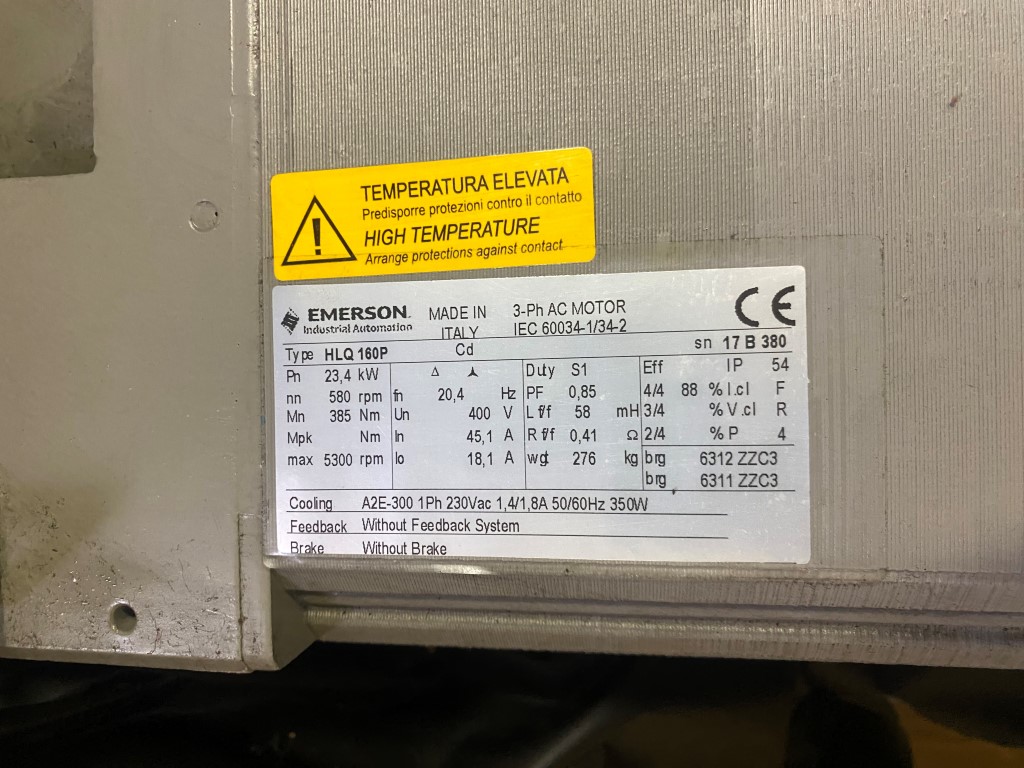 TEMPERATURA ELEVATA
Predisporre protezioni contro il contatto
HIGH TEMPERATURE
Arrange protections against contact
EMERSON
Industrial Automation
MADE IN ITALY
3-Ph AC MOTOR
IEC 60034-1/34-2
CE
Type HLQ 160P Cd sn 17 B 380
Pn 23,4 kW Δ ⅄ Duty S1 Eff IP 54
nn 580 rpm fn 20,4 Hz PF 0,85 4/4 88 % I.cl F
Mn 385 Nm Un 400 V L f/f 58 mH 3/4 % V.cl R
Mpk Nm In 45,1 A R f/f 0,41 Ω 2/4 % P 4
max 5300 rpm Io 18,1 A wgt 276 kg brg 6312 ZZC3
brg 6311 ZZC3
Cooling A2E-300 1Ph 230Vac 1,4/1,8A 50/60Hz 350W
Feedback Without Feedback System
Brake Without Brake